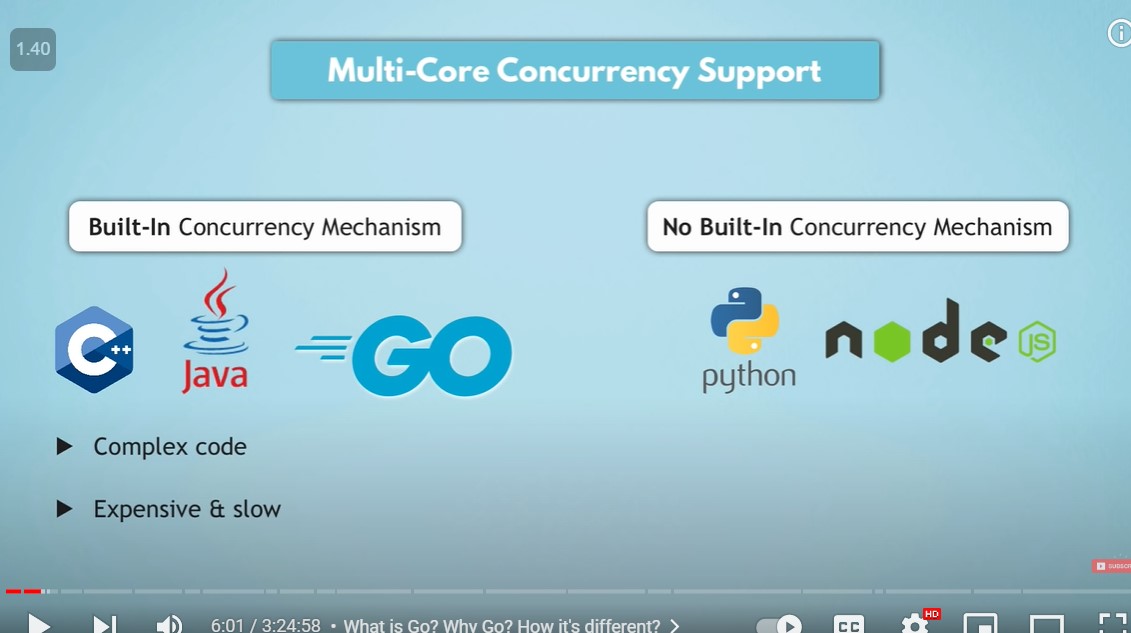 1.40
Multi-Core Concurrency Support
Built-In Concurrency Mechanism
No Built-In Concurrency Mechanism
C++
Java
GO
python
node
JS
Complex code
Expensive & slow
SUBSCR
HD
6:01 / 3:24:58 • What is Go? Why Go? How it's different?
CC